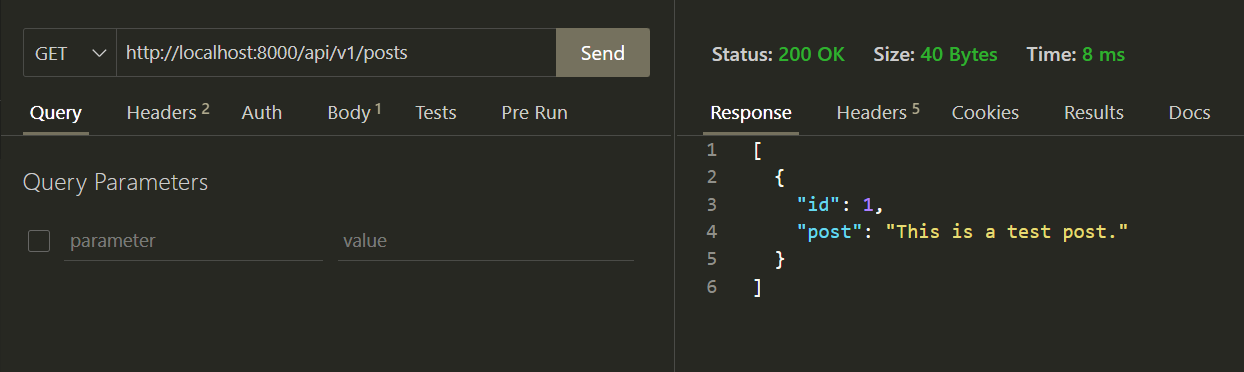 GET http://localhost:8000/api/v1/posts Send
Query Headers 2 Auth Body 1 Tests Pre Run
Query Parameters
parameter value
Status: 200 OK Size: 40 Bytes Time: 8 ms
Response Headers 5 Cookies Results Docs
1 [
2 {
3 "id": 1,
4 "post": "This is a test post."
5 }
6 ]